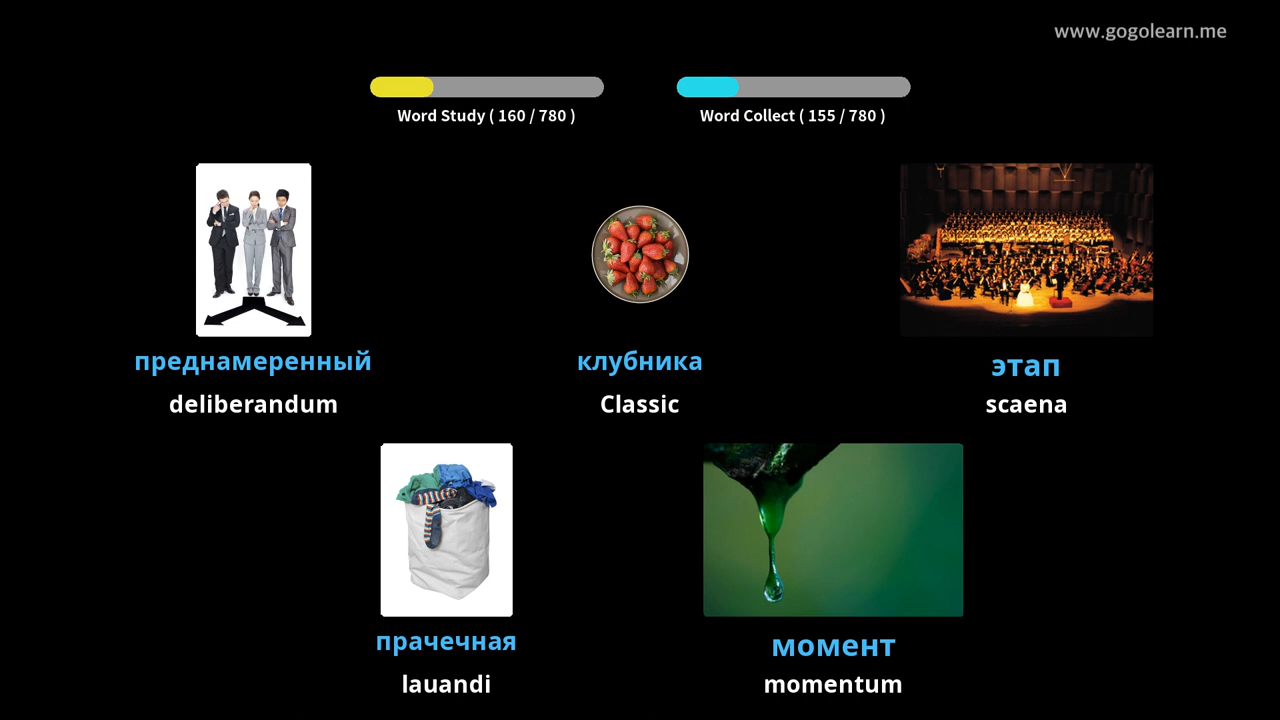 www.gogolearn.me
Word Study ( 160 / 780 )
Word Collect ( 155 / 780 )
преднамеренный
deliberandum
клубника
Classic
этап
scaena
прачечная
lauandi
момент
momentum